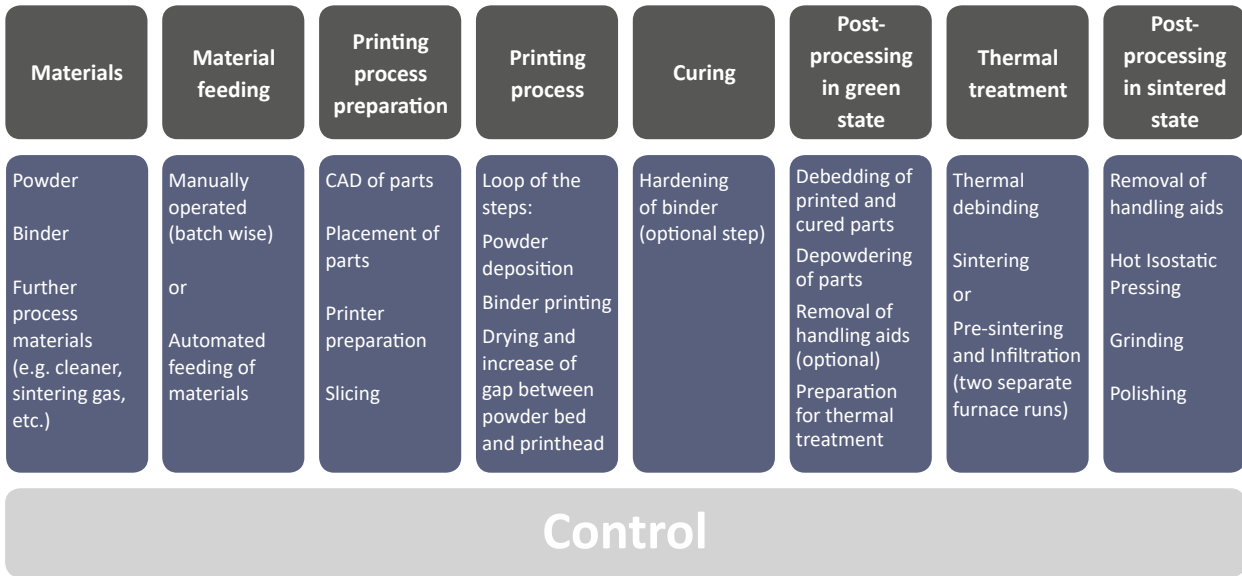 Materials
Material
feeding
Printing
process
preparation
Printing
process
Curing
Post-
processing
in green
state
Thermal
treatment
Post-
processing
in sintered
state
Powder
Binder
Further
process
materials
(e.g. cleaner,
sintering gas,
etc.)
Manually
operated
(batch wise)
or
Automated
feeding of
materials
CAD of parts
Placement of
parts
Printer
preparation
Slicing
Loop of the
steps:
Powder
deposition
Binder printing
Drying and
increase of
gap between
powder bed
and printhead
Hardening
of binder
(optional step)
Debedding of
printed and
cured parts
Depowdering
of parts
Removal of
handling aids
(optional)
Preparation
for thermal
treatment
Thermal
debinding
Sintering
or
Pre-sintering
and Infiltration
(two separate
furnace runs)
Removal of
handling aids
Hot Isostatic
Pressing
Grinding
Polishing
Control